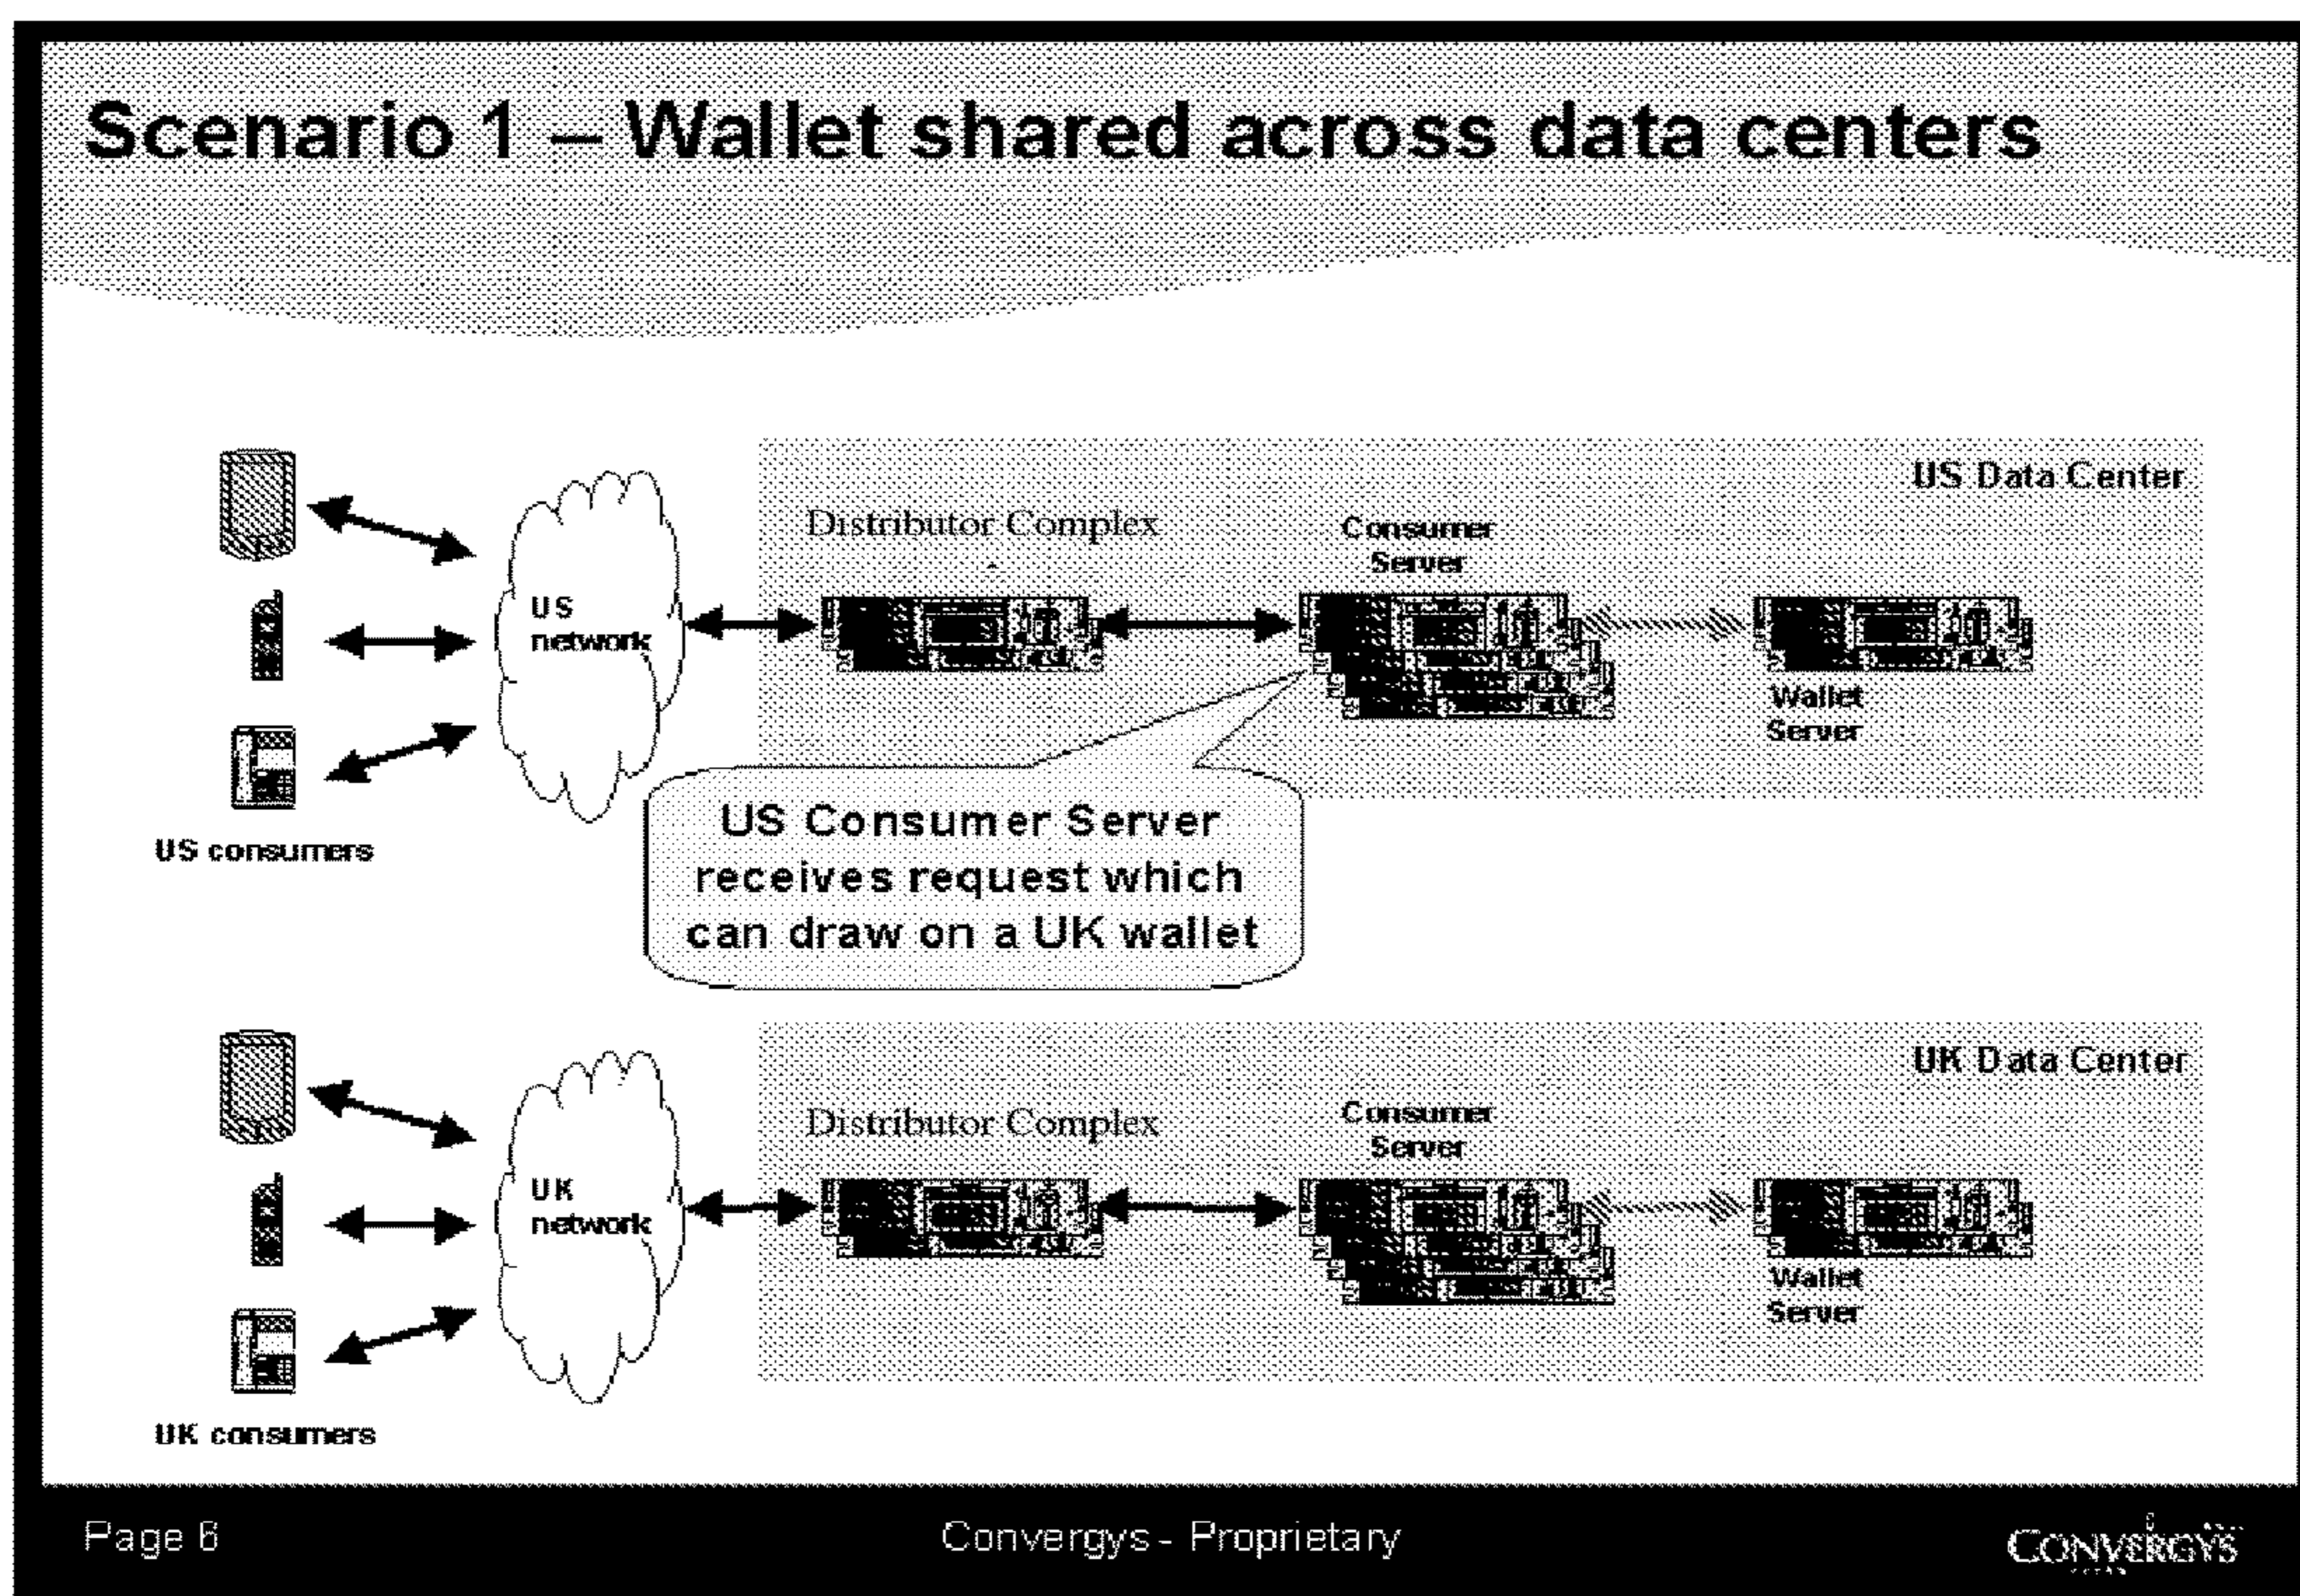 Scenario 1 – Wallet shared across data centers
US Data Center
Distributor Complex
Consumer
Server
US
network
Wallet
Server
US consumers
US Consumer Server
receives request which
can draw on a UK wallet
UK Data Center
Distributor Complex
Consumer
Server
UK
network
Wallet
Server
UK consumers
Page 6
Convergys - Proprietary
CONVERGYS